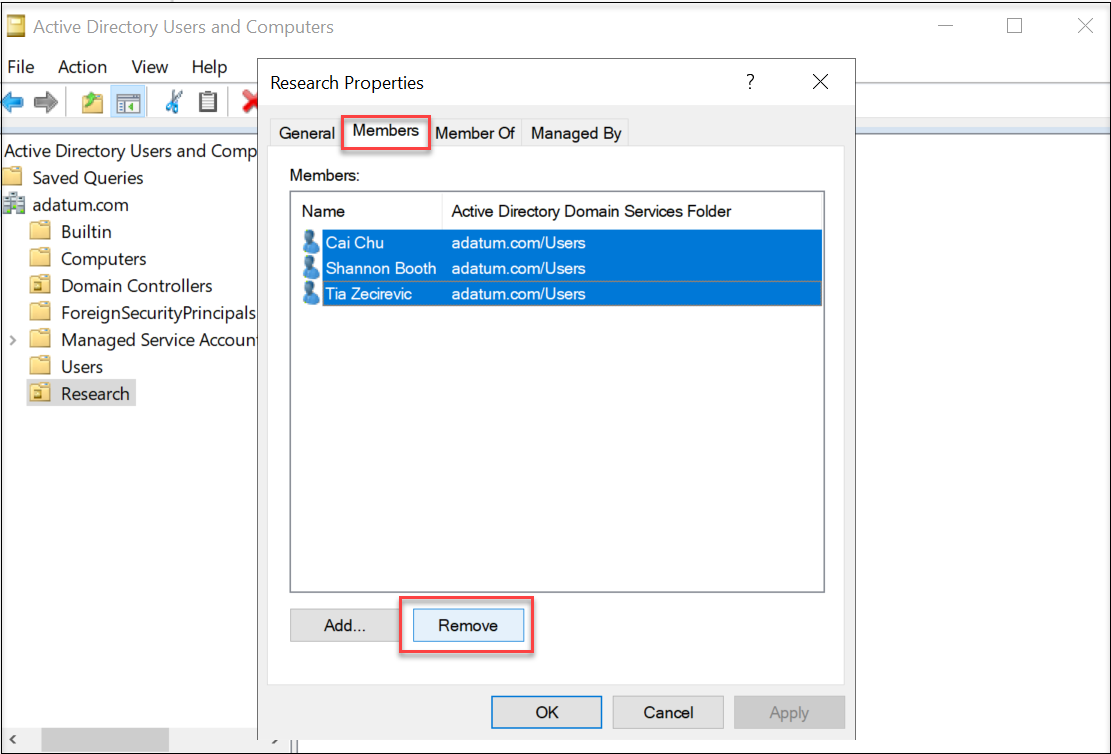 Active Directory Users and Computers
File Action View Help
Research Properties
?
General Members Member Of Managed By
Active Directory Users and Comp
Saved Queries
adatum.com
Builtin
Computers
Domain Controllers
ForeignSecurityPrincipals
Managed Service Accoun
Users
Research
Members:
Name Active Directory Domain Services Folder
Cai Chu adatum.com/Users
Shannon Booth adatum.com/Users
Tia Zecirevic adatum.com/Users
Add... Remove
OK Cancel Apply